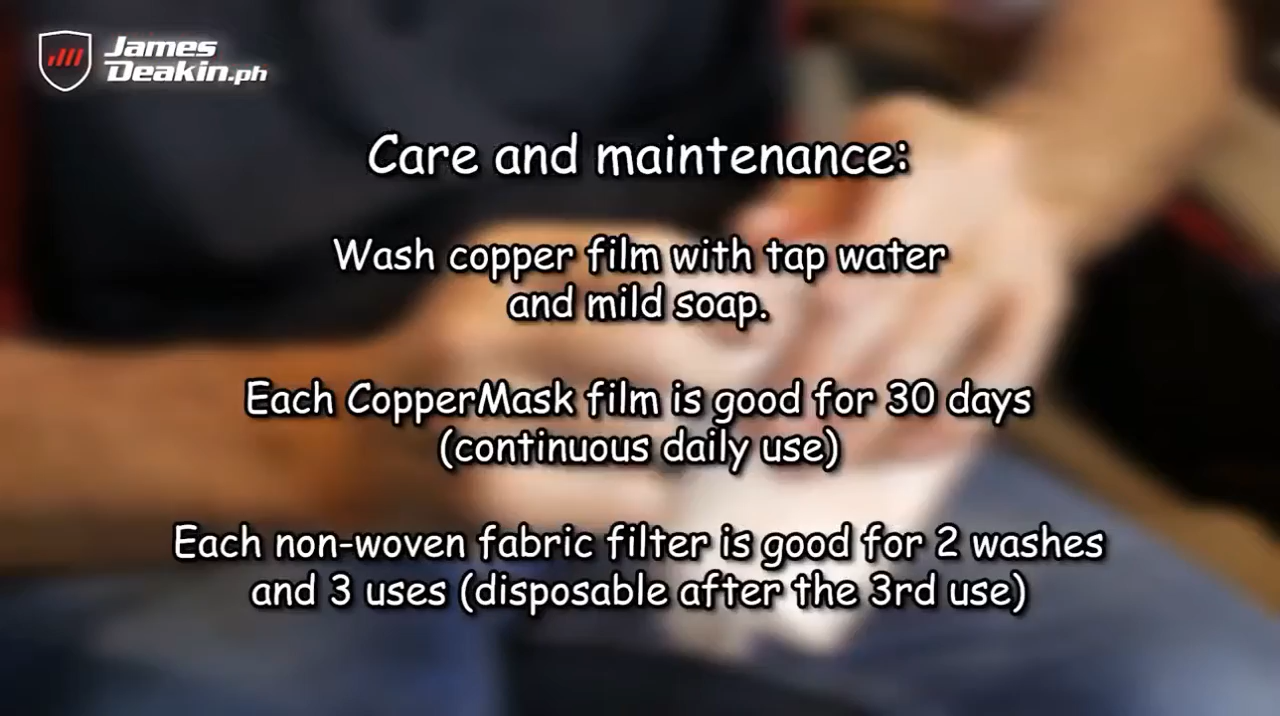 James
Deakin.ph
Care and maintenance:
Wash copper film with tap water
and mild soap.
Each CopperMask film is good for 30 days
(continuous daily use)
Each non-woven fabric filter is good for 2 washes
and 3 uses (disposable after the 3rd use)